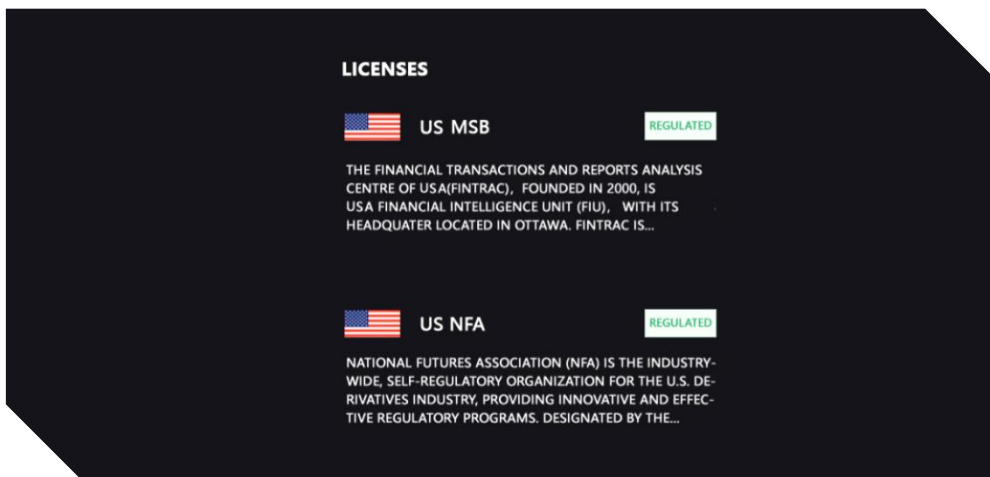 LICENSES
US MSB REGULATED
THE FINANCIAL TRANSACTIONS AND REPORTS ANALYSIS
CENTRE OF USA(FINTRAC), FOUNDED IN 2000, IS
USA FINANCIAL INTELLIGENCE UNIT (FIU), WITH ITS
HEADQUATER LOCATED IN OTTAWA. FINTRAC IS...
US NFA REGULATED
NATIONAL FUTURES ASSOCIATION (NFA) IS THE INDUSTRY-
WIDE, SELF-REGULATORY ORGANIZATION FOR THE U.S. DE-
RIVATIVES INDUSTRY, PROVIDING INNOVATIVE AND EFFEC-
TIVE REGULATORY PROGRAMS. DESIGNATED BY THE...